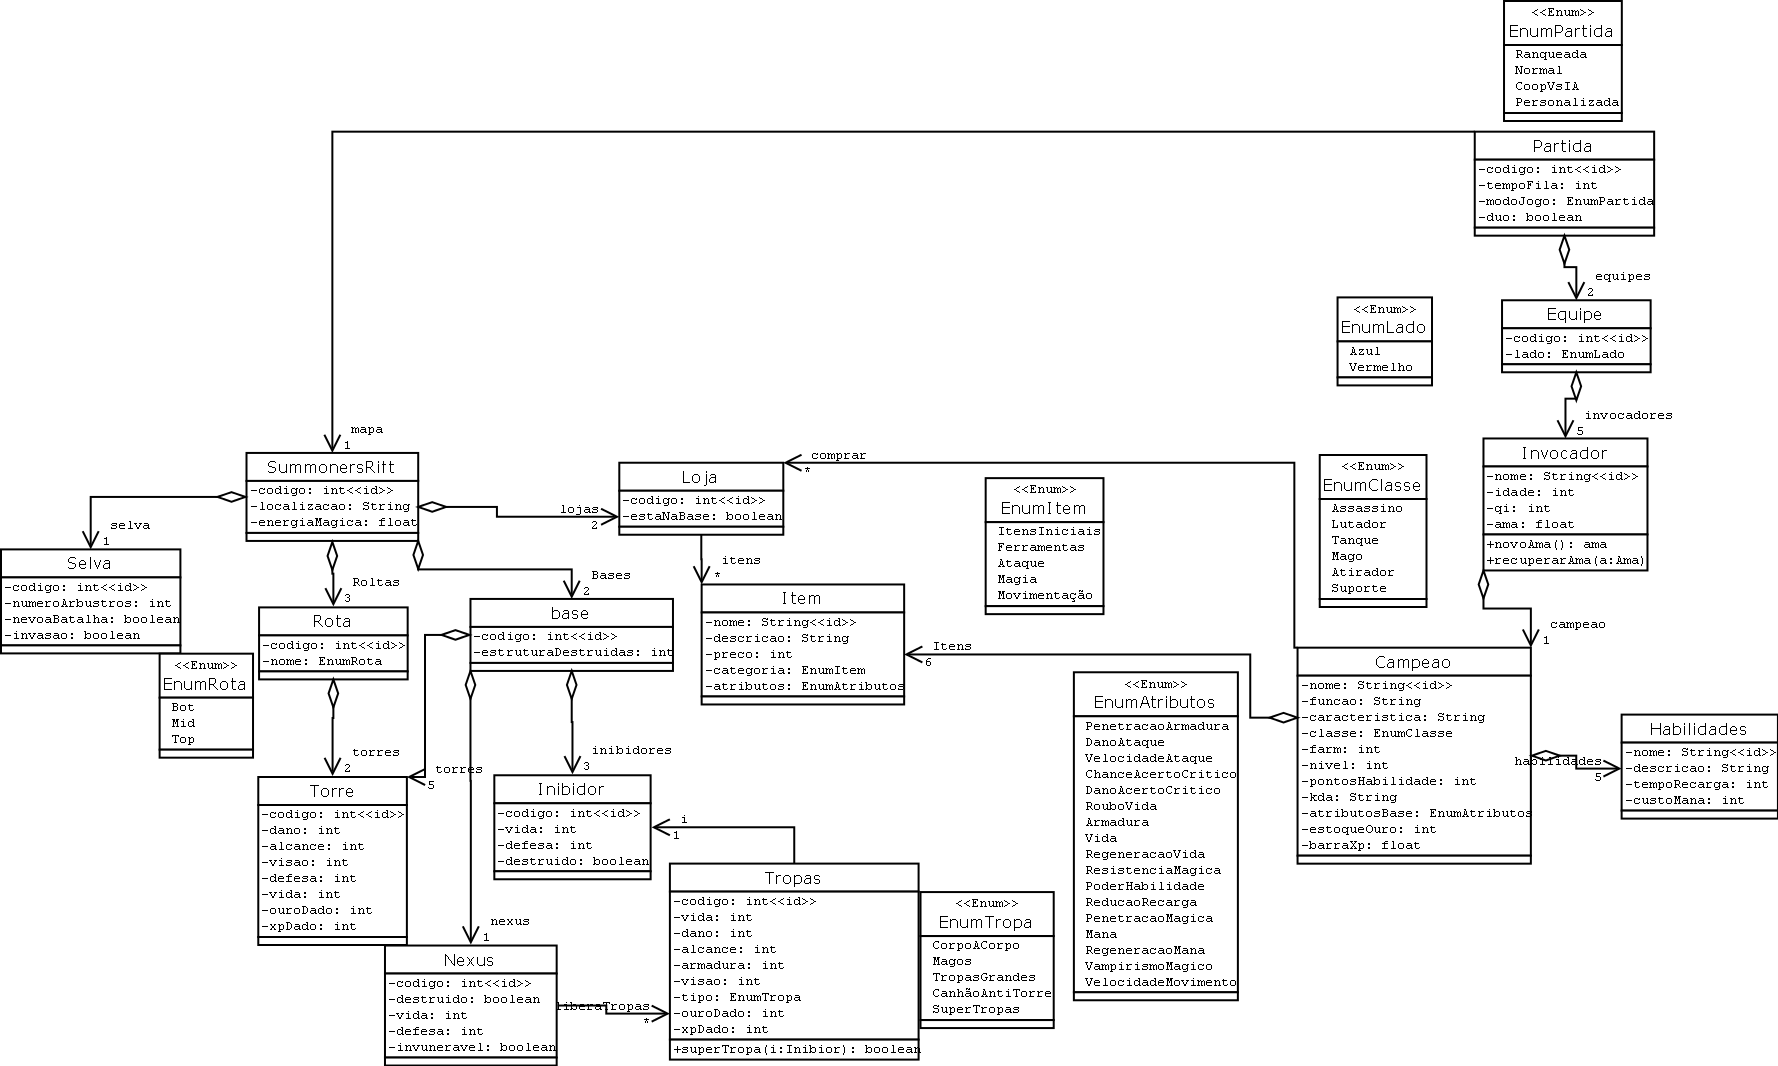 <<Enum>>
EnumPartida
Ranqueada
Normal
CoopVsIA
Personalizada
Partida
-codigo: int<<id>>
-tempoFila: int
-modoJogo: EnumPartida
-duo: boolean
equipes
2
<<Enum>>
EnumLado
Azul
Vermelho
Equipe
-codigo: int<<id>>
-lado: EnumLado
invocadores
5
mapa
1
SummonersRitt
-codigo: int<<id>>
-localizacao: String
-energiaMagica: float
selva
1
Selva
-codigo: int<<id>>
-numeroArbustros: int
-nevoaBatalha: boolean
-invasao: boolean
lojas
2
Loja
-codigo: int<<id>>
-estaNaBase: boolean
comprar
*
itens
*
<<Enum>>
EnumItem
ItensIniciais
Ferramentas
Ataque
Magia
Movimentação
<<Enum>>
EnumClasse
Assassino
Lutador
Tanque
Mago
Atirador
Suporte
Invocador
-nome: String<<id>>
-idade: int
-qi: int
-ama: float
+novoAma(): ama
+recuperarAma(a:Ama)
campeao
1
Roltas
3
Bases
2
Rota
-codigo: int<<id>>
-nome: EnumRota
<<Enum>>
EnumRota
Bot
Mid
Top
base
-codigo: int<<id>>
-estruturaDestruidas: int
Item
-nome: String<<id>>
-descricao: String
-preco: int
-categoria: EnumItem
-atributos: EnumAtributos
Itens
6
<<Enum>>
EnumAtributos
PenetracaoArmadura
DanoAtaque
VelocidadeAtaque
ChanceAcertoCritico
DanoAcertoCritico
RouboVida
Armadura
Vida
RegeneracaoVida
ResistenciaMagica
PoderHabilidade
ReducaoRecarga
PenetracaoMagica
Mana
RegeneracaoMana
VampirismoMagico
VelocidadeMovimento
Campeao
-nome: String<<id>>
-funcao: String
-caracteristica: String
-classe: EnumClasse
-farm: int
-nivel: int
-pontosHabilidade: int
-kda: String
-atributosBase: EnumAtributos
-estoqueOuro: int
-barraXp: float
habilidades
5
Habilidades
-nome: String<<id>>
-descricao: String
-tempoRecarga: int
-custoMana: int
torres
2
torres
5
inibidores
3
Torre
-codigo: int<<id>>
-dano: int
-alcance: int
-visao: int
-defesa: int
-vida: int
-ouroDado: int
-xpDado: int
Inibidor
-codigo: int<<id>>
-vida: int
-defesa: int
-destruido: boolean
i
1
nexus
1
Nexus
-codigo: int<<id>>
-destruido: boolean
-vida: int
-defesa: int
-invuneravel: boolean
liberaTropas
*
Tropas
-codigo: int<<id>>
-vida: int
-dano: int
-alcance: int
-armadura: int
-visao: int
-tipo: EnumTropa
-ouroDado: int
-xpDado: int
+superTropa(i:Inibior): boolean
<<Enum>>
EnumTropa
CorpoACorpo
Magos
TropasGrandes
CanhãoAntiTorre
SuperTropas